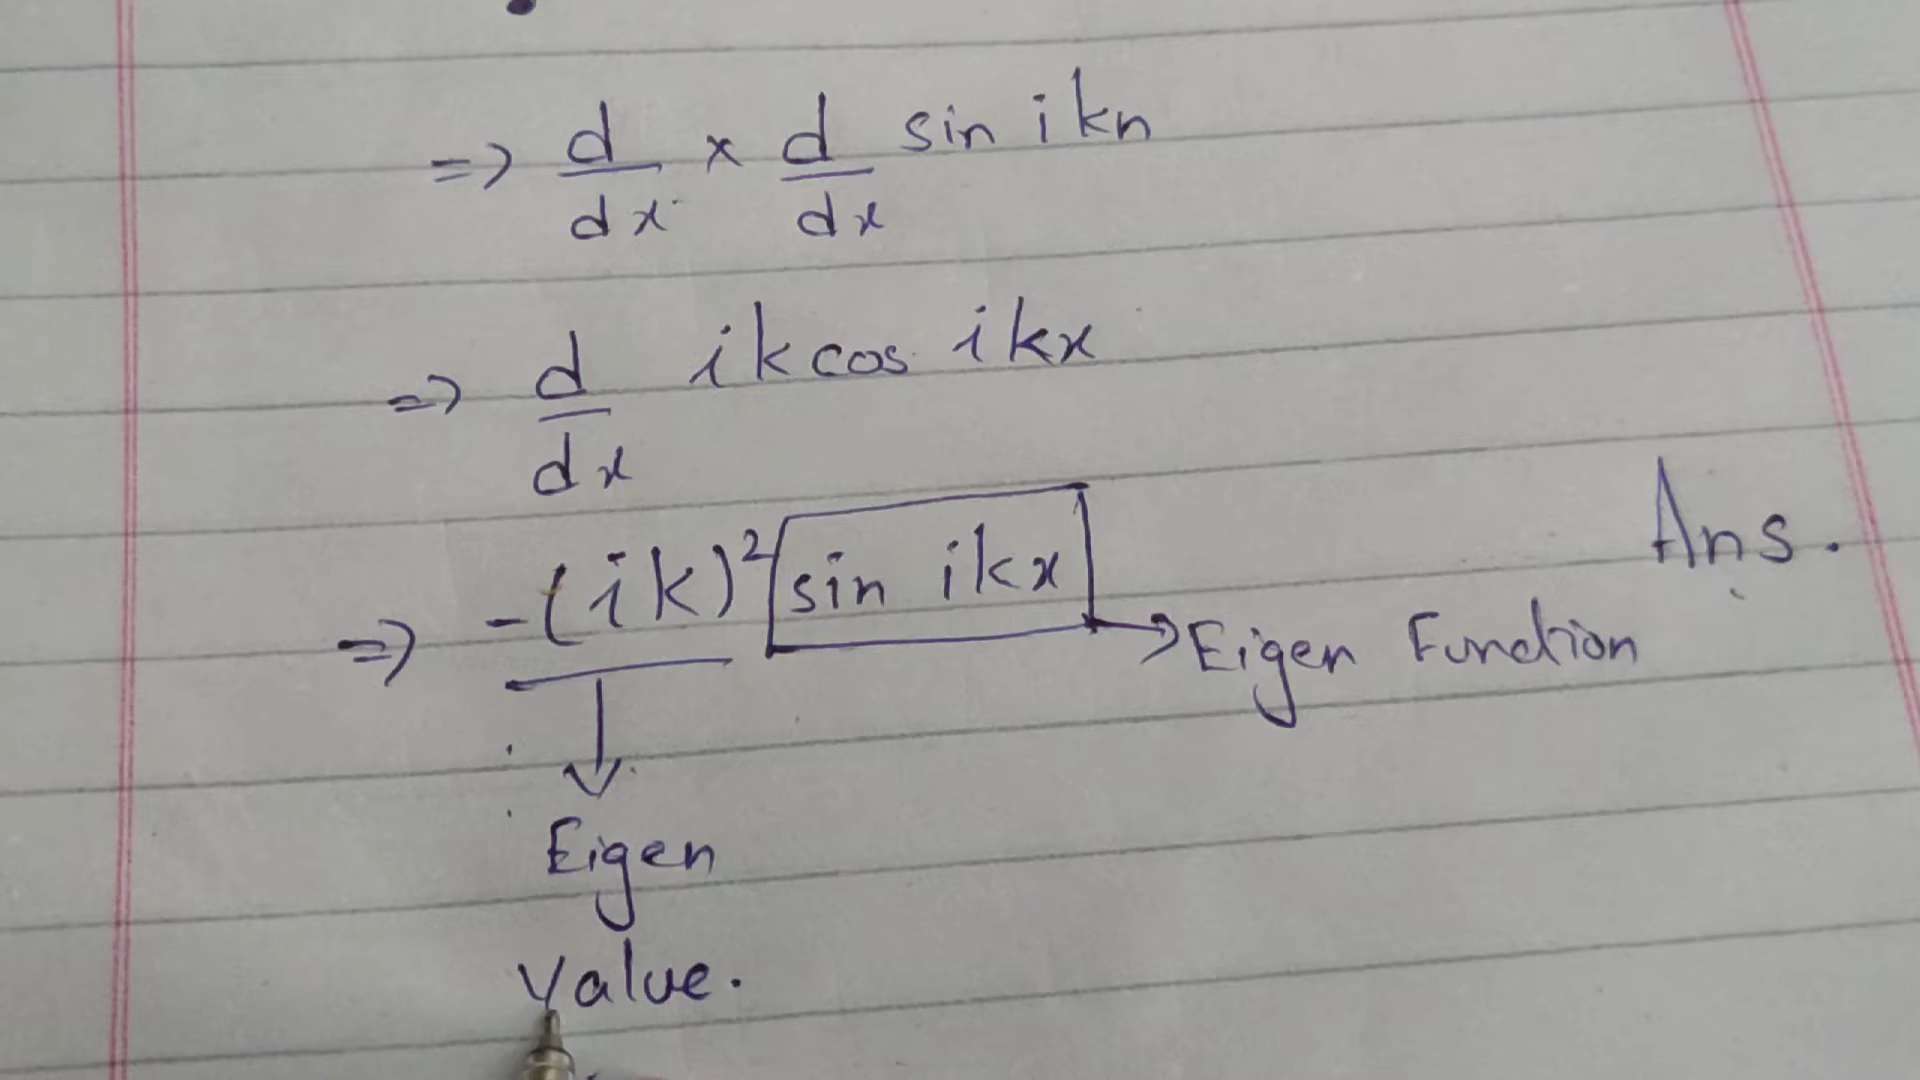 => d/dx × d/dx sin ikn
=> d/dx ik cos ikx
=> -(ik)² sin ikx
Ans.
Eigen Function
Eigen
Value.